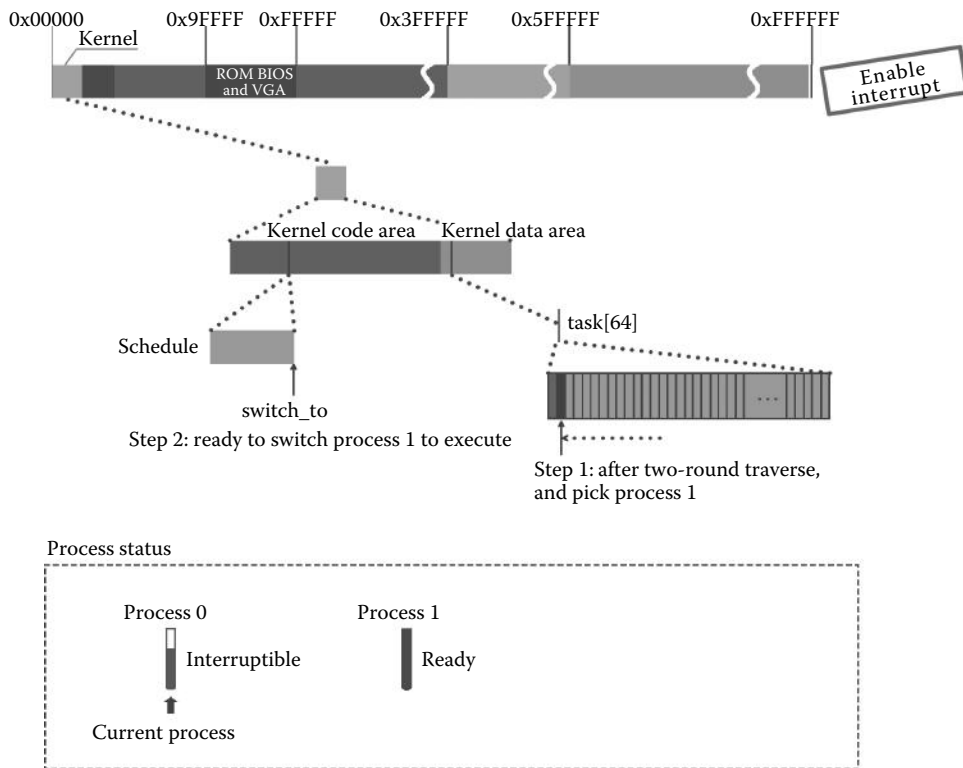 0x00000 0x9FFFF 0xFFFFF 0x3FFFFF 0x5FFFFF 0xFFFFFF
Kernel
ROM BIOS
and VGA
Enable
interrupt
Kernel code area Kernel data area
task[64]
Schedule
...
switch_to
Step 2: ready to switch process 1 to execute
Step 1: after two-round traverse,
and pick process 1
Process status
Process 0 Process 1
Interruptible Ready
Current process